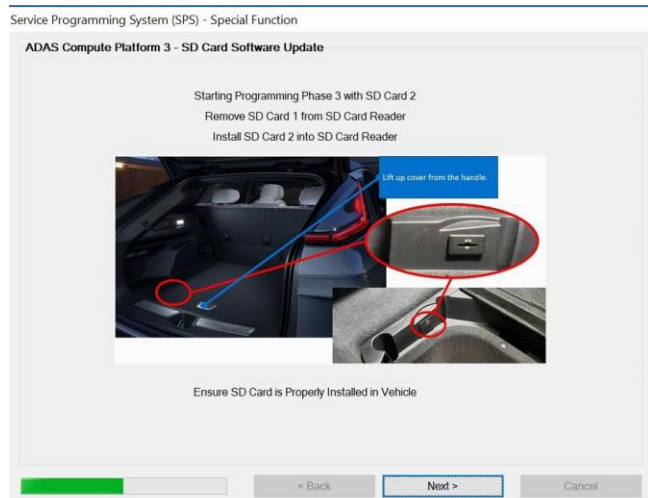 Service Programming System (SPS) - Special Function
ADAS Compute Platform 3 - SD Card Software Update
Starting Programming Phase 3 with SD Card 2
Remove SD Card 1 from SD Card Reader
Install SD Card 2 into SD Card Reader
Lift up cover from the handle.
Ensure SD Card is Properly Installed in Vehicle
< Back
Next >
Cancel